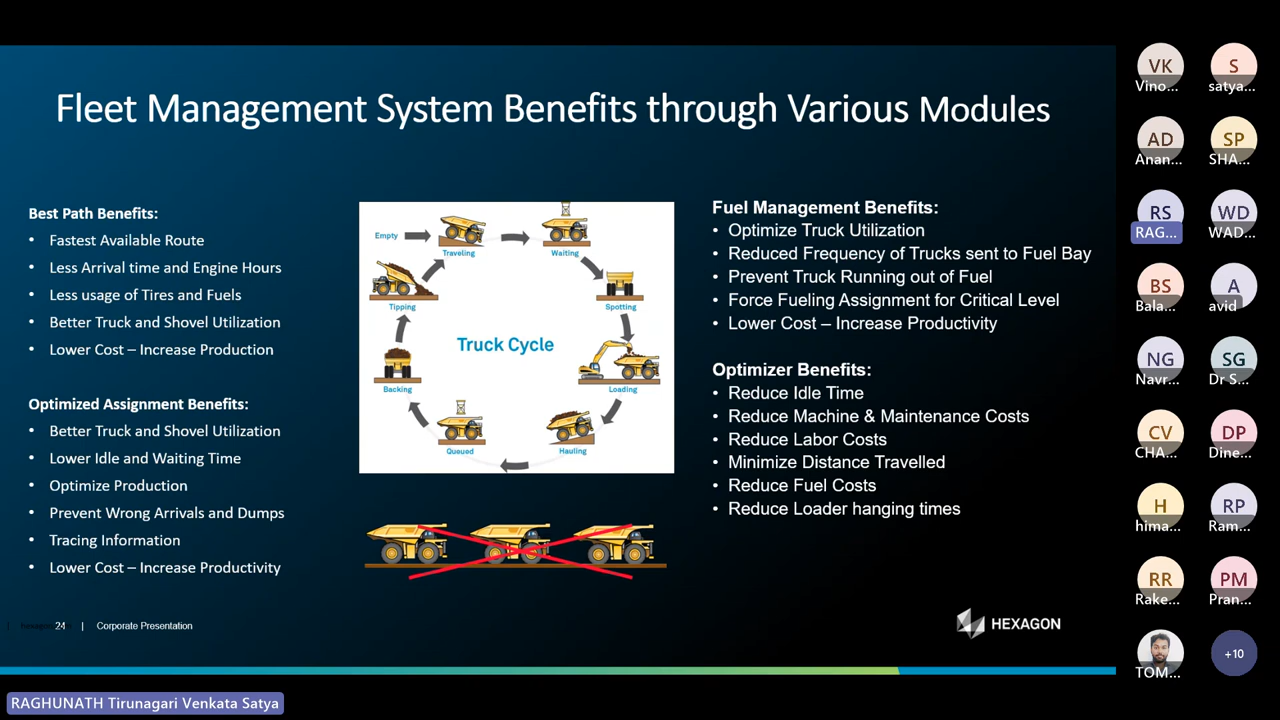 Fleet Management System Benefits through Various Modules
Best Path Benefits:
• Fastest Available Route
• Less Arrival time and Engine Hours
• Less usage of Tires and Fuels
• Better Truck and Shovel Utilization
• Lower Cost – Increase Production
Optimized Assignment Benefits:
• Better Truck and Shovel Utilization
• Lower Idle and Waiting Time
• Optimize Production
• Prevent Wrong Arrivals and Dumps
• Tracing Information
• Lower Cost – Increase Productivity
Empty
Traveling
Waiting
Spotting
Loading
Hauling
Queued
Backing
Tipping
Truck Cycle
Fuel Management Benefits:
• Optimize Truck Utilization
• Reduced Frequency of Trucks sent to Fuel Bay
• Prevent Truck Running out of Fuel
• Force Fueling Assignment for Critical Level
• Lower Cost – Increase Productivity
Optimizer Benefits:
• Reduce Idle Time
• Reduce Machine & Maintenance Costs
• Reduce Labor Costs
• Minimize Distance Travelled
• Reduce Fuel Costs
• Reduce Loader hanging times
24 | Corporate Presentation
HEXAGON
VK
Vino...
S
satya...
AD
Anan...
SP
SHA...
RS
RAG...
WD
WAD...
BS
Bala...
A
avid
NG
Navr...
SG
Dr S...
CV
CHA...
DP
Dine...
H
hima...
RP
Ram...
RR
Rake...
PM
Pran...
TOM...
+10
RAGHUNATH Tirunagari Venkata Satya